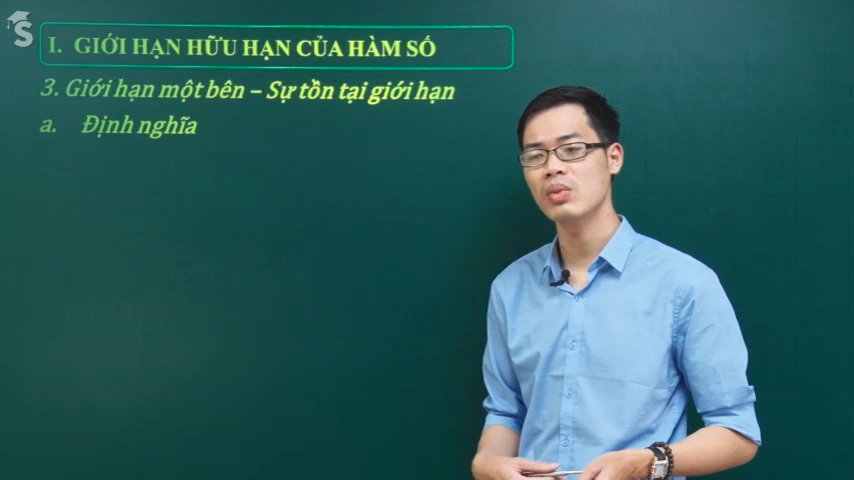 S
I. GIỚI HẠN HỮU HẠN CỦA HÀM SỐ
3. Giới hạn một bên – Sự tồn tại giới hạn
a. Định nghĩa